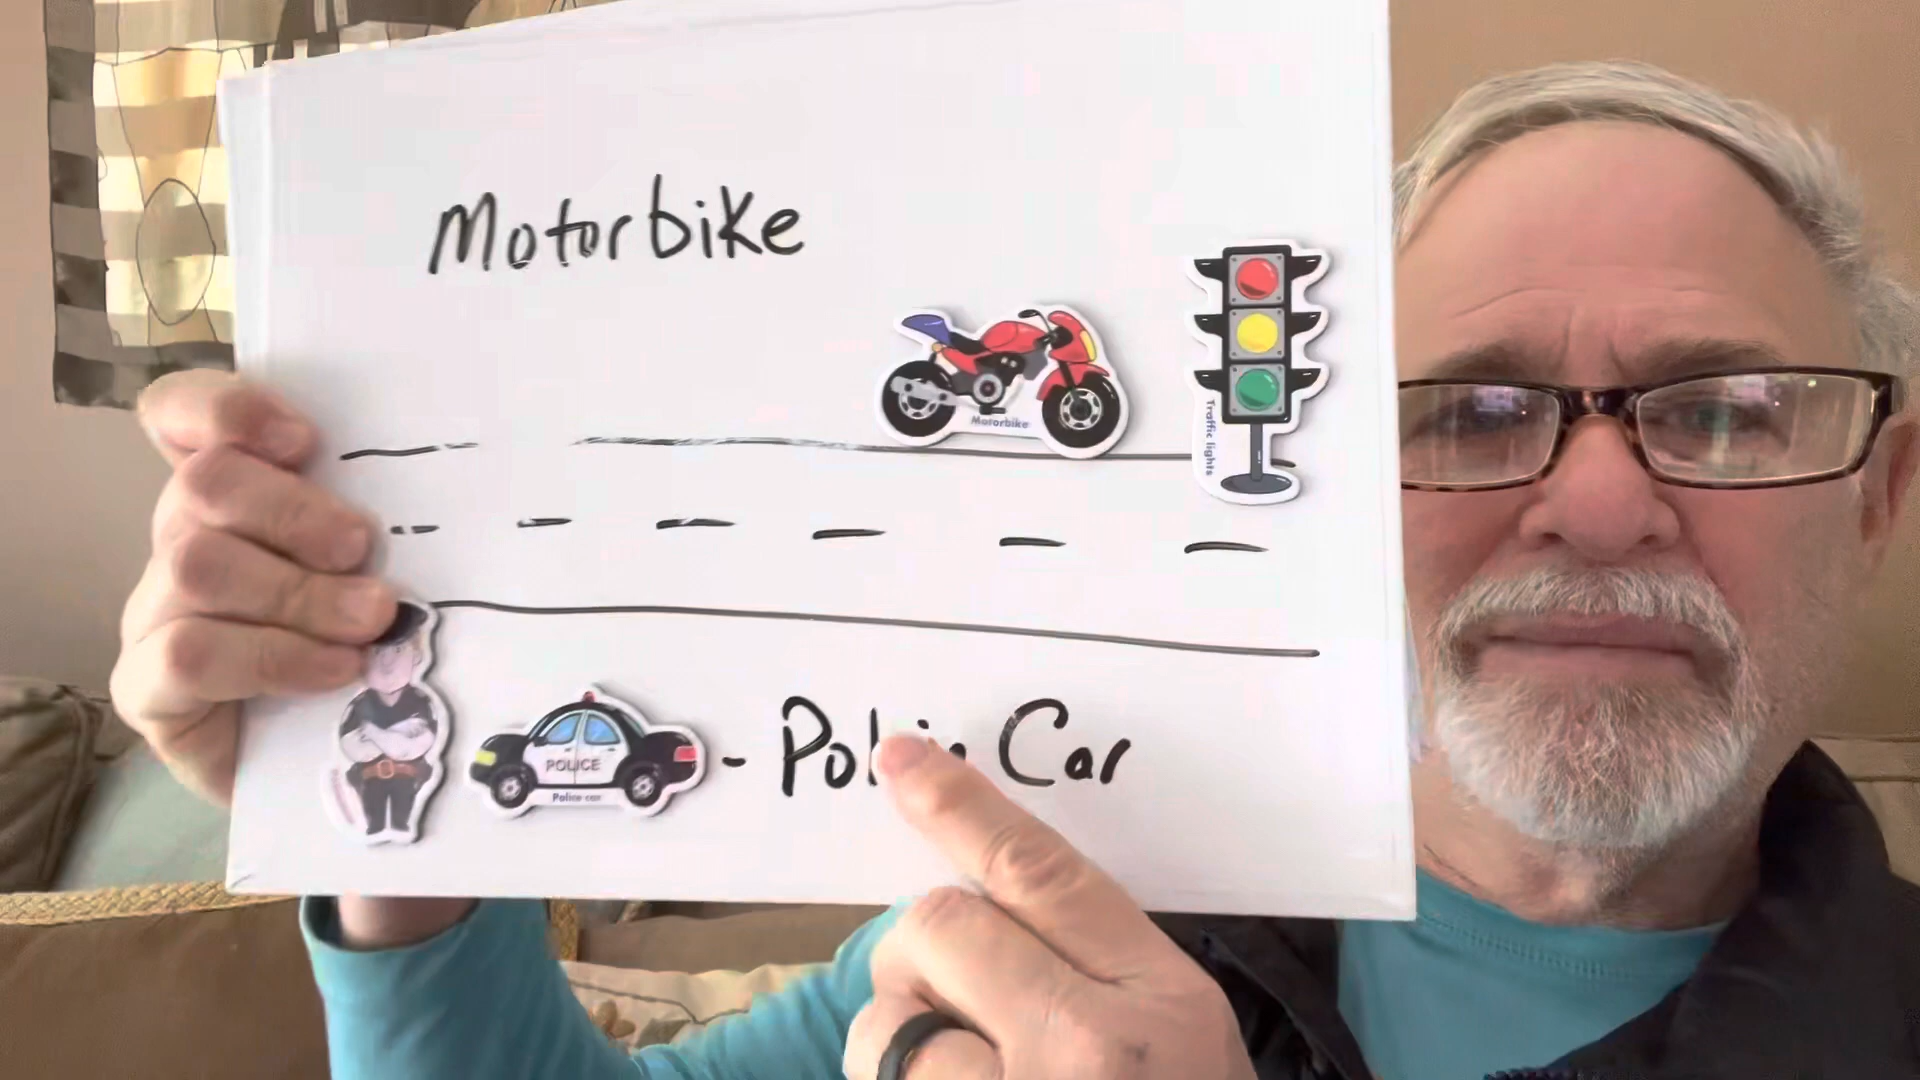 Motorbike
Motorbike
Traffic lights
POLICE
Police car
- Car